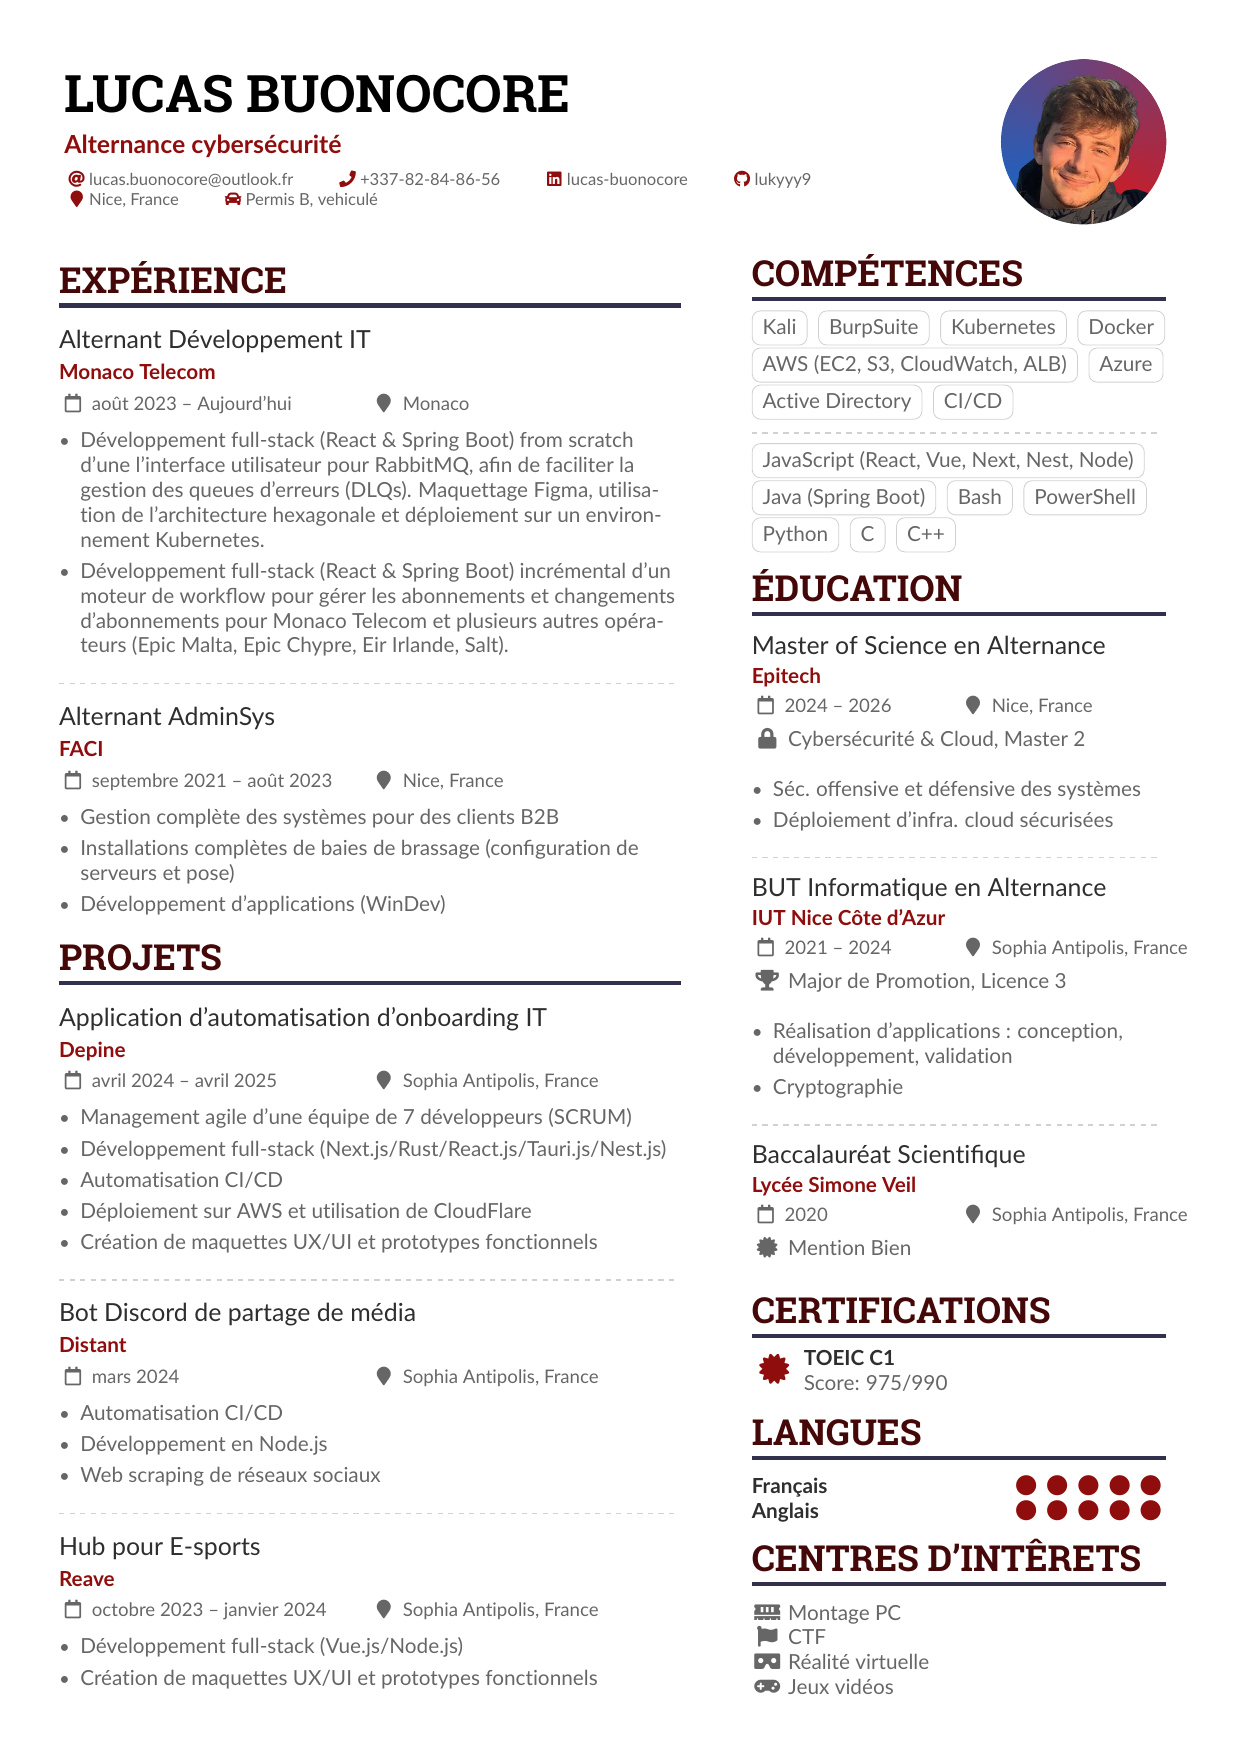 LUCAS BUONOCORE
Alternance cybersécurité
lucas.buonocore@outlook.fr +337-82-84-86-56 lucas-buonocore lukyyy9
Nice, France Permis B, vehiculé
EXPÉRIENCE
Alternant Développement IT
Monaco Telecom
août 2023 – Aujourd’hui Monaco
• Développement full-stack (React & Spring Boot) from scratch
d’une l’interface utilisateur pour RabbitMQ, afin de faciliter la
gestion des queues d’erreurs (DLQs). Maquettage Figma, utilisa-
tion de l’architecture hexagonale et déploiement sur un environ-
nement Kubernetes.
• Développement full-stack (React & Spring Boot) incrémental d’un
moteur de workflow pour gérer les abonnements et changements
d’abonnements pour Monaco Telecom et plusieurs autres opéra-
teurs (Epic Malta, Epic Chypre, Eir Irlande, Salt).
Alternant AdminSys
FACI
septembre 2021 – août 2023 Nice, France
• Gestion complète des systèmes pour des clients B2B
• Installations complètes de baies de brassage (configuration de
serveurs et pose)
• Développement d’applications (WinDev)
PROJETS
Application d’automatisation d’onboarding IT
Depine
avril 2024 – avril 2025 Sophia Antipolis, France
• Management agile d’une équipe de 7 développeurs (SCRUM)
• Développement full-stack (Next.js/Rust/React.js/Tauri.js/Nest.js)
• Automatisation CI/CD
• Déploiement sur AWS et utilisation de CloudFlare
• Création de maquettes UX/UI et prototypes fonctionnels
Bot Discord de partage de média
Distant
mars 2024 Sophia Antipolis, France
• Automatisation CI/CD
• Développement en Node.js
• Web scraping de réseaux sociaux
Hub pour E-sports
Reave
octobre 2023 – janvier 2024 Sophia Antipolis, France
• Développement full-stack (Vue.js/Node.js)
• Création de maquettes UX/UI et prototypes fonctionnels
COMPÉTENCES
Kali BurpSuite Kubernetes Docker
AWS (EC2, S3, CloudWatch, ALB) Azure
Active Directory CI/CD
JavaScript (React, Vue, Next, Nest, Node)
Java (Spring Boot) Bash PowerShell
Python C C++
ÉDUCATION
Master of Science en Alternance
Epitech
2024 – 2026 Nice, France
Cybersécurité & Cloud, Master 2
• Séc. offensive et défensive des systèmes
• Déploiement d’infra. cloud sécurisées
BUT Informatique en Alternance
IUT Nice Côte d’Azur
2021 – 2024 Sophia Antipolis, France
Major de Promotion, Licence 3
• Réalisation d’applications : conception,
développement, validation
• Cryptographie
Baccalauréat Scientifique
Lycée Simone Veil
2020 Sophia Antipolis, France
Mention Bien
CERTIFICATIONS
TOEIC C1
Score: 975/990
LANGUES
Français
Anglais
CENTRES D’INTÊRETS
Montage PC
CTF
Réalité virtuelle
Jeux vidéos